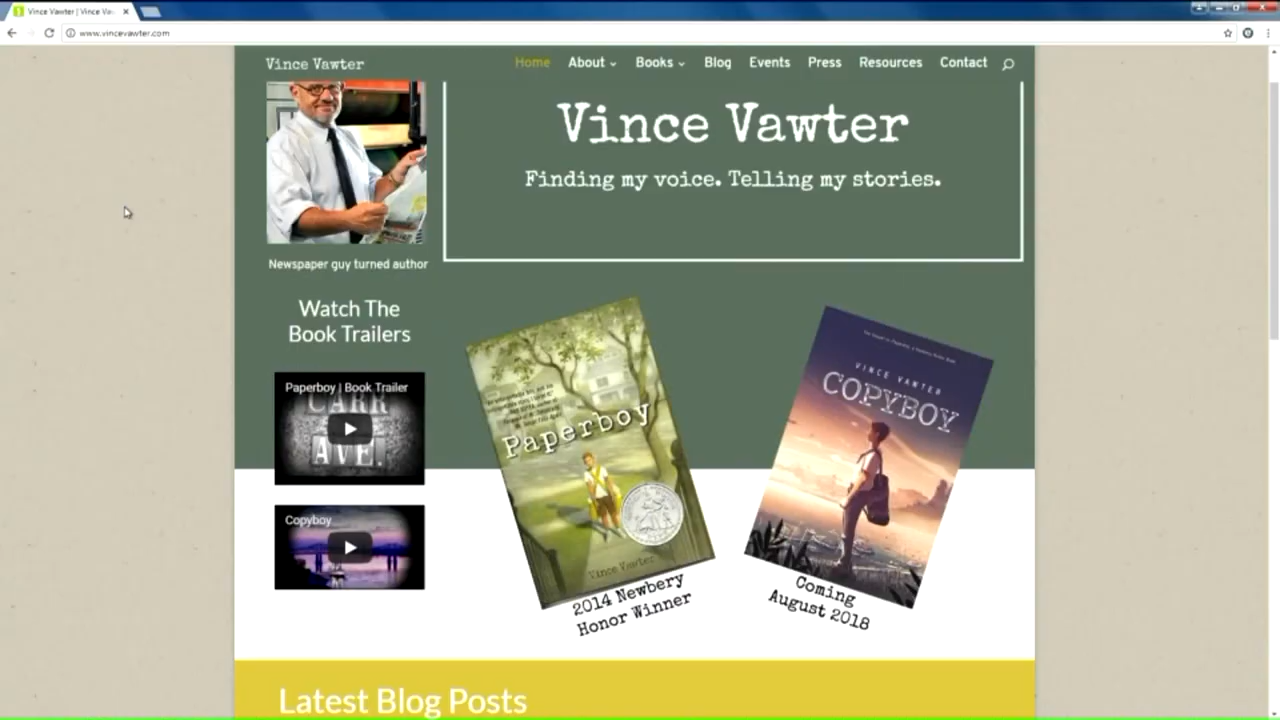 Vince Vawter | Vince Va
www.vincevawter.com
Vince Vawter
Home About Books Blog Events Press Resources Contact
Vince Vawter
Finding my voice. Telling my stories.
Newspaper guy turned author
Watch The
Book Trailers
Paperboy | Book Trailer
CARR
AVE.
Copyboy
Paperboy
Vince Vawter
2014 Newbery
Honor Winner
VINCE VAWTER
COPYBOY
Coming
August 2018
Latest Blog Posts